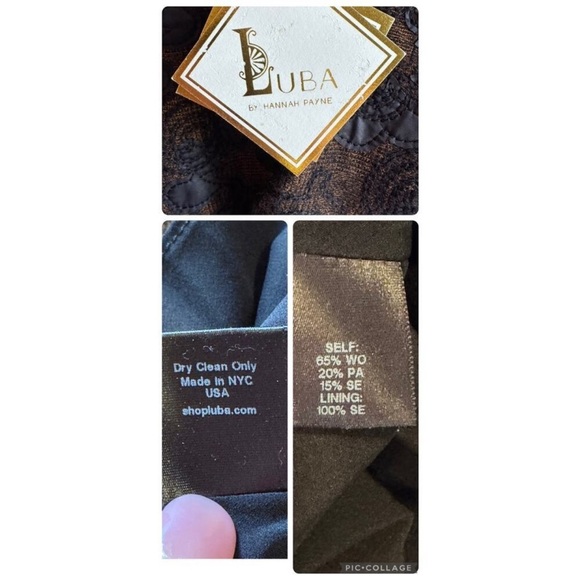 LUBA
BY HANNAH PAYNE
Dry Clean Only
Made In NYC
USA
shopluba.com
SELF:
65% WO
20% PA
15% SE
LINING:
100% SE
PIC•COLLAGE